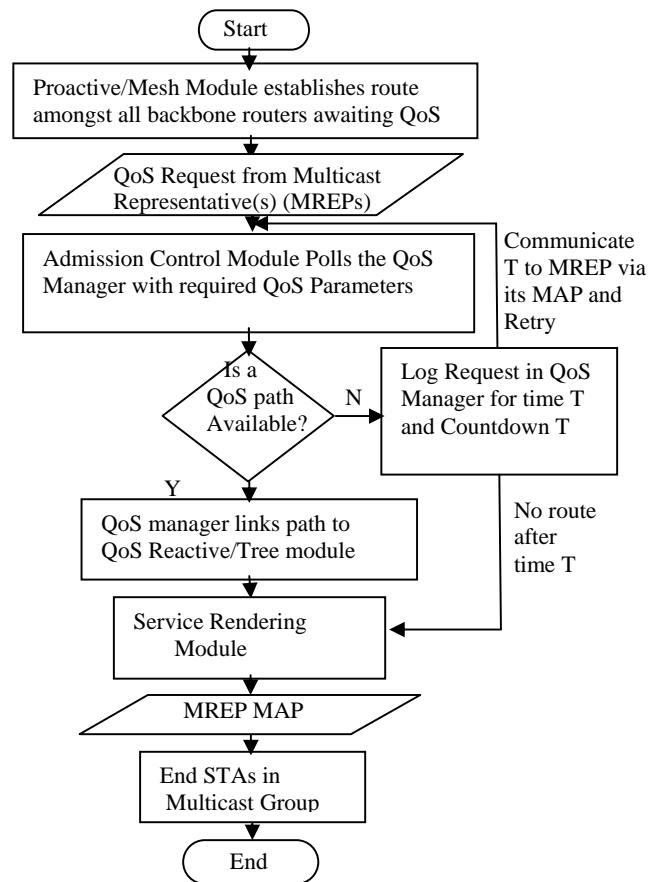 Start
Proactive/Mesh Module establishes route
amongst all backbone routers awaiting QoS
QoS Request from Multicast
Representative(s) (MREPs)
Communicate
T to MREP via
its MAP and
Retry
Admission Control Module Polls the QoS
Manager with required QoS Parameters
Is a
QoS path
Available?
N
Log Request in QoS
Manager for time T
and Countdown T
Y
No route
after
time T
QoS manager links path to
QoS Reactive/Tree module
Service Rendering
Module
MREP MAP
End STAs in
Multicast Group
End